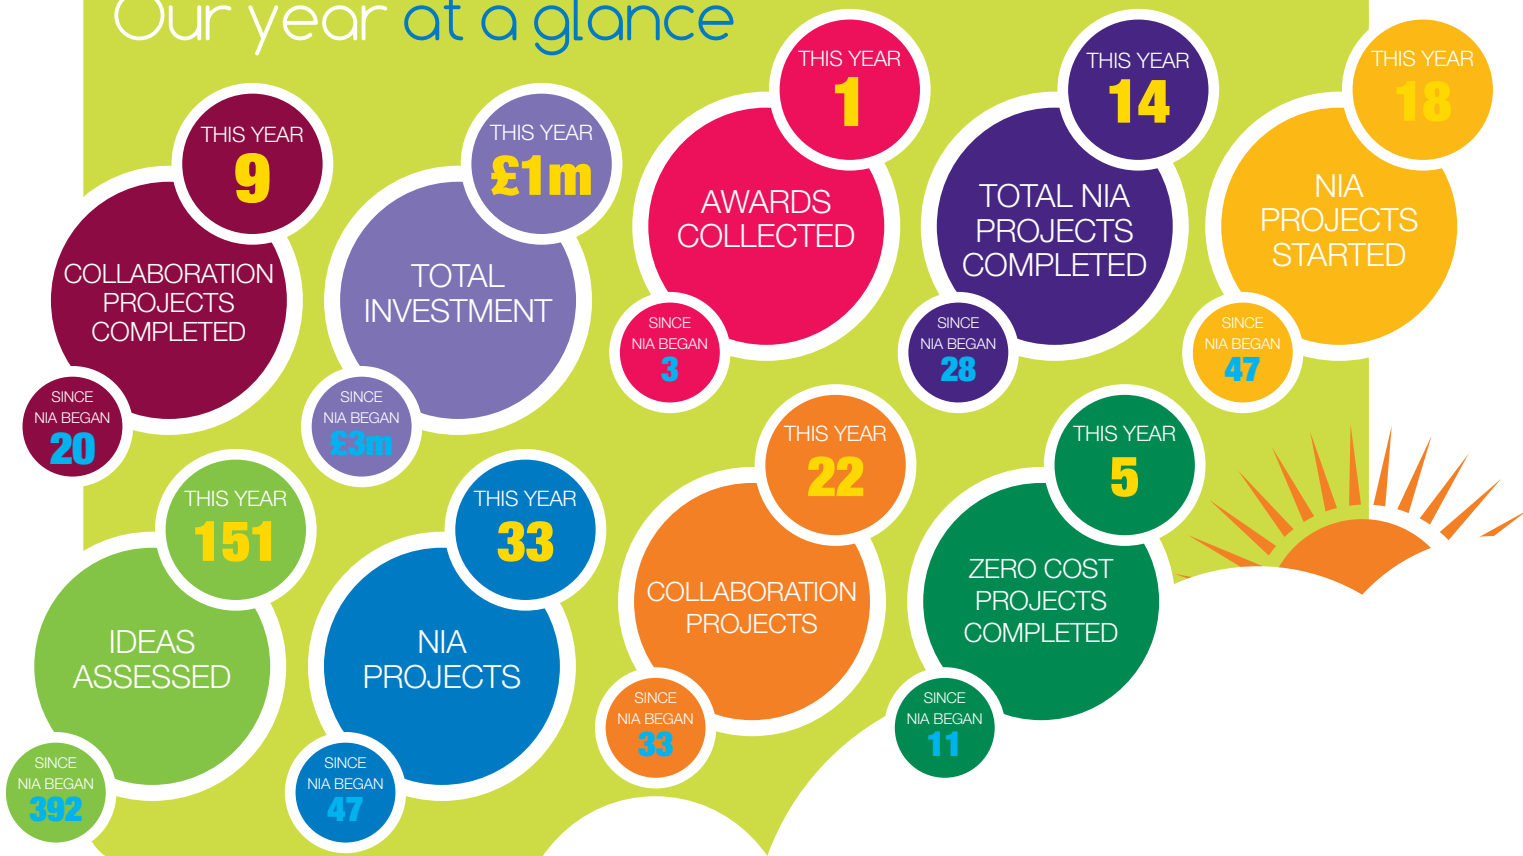 Our year at a glance
THIS YEAR
9
COLLABORATION
PROJECTS
COMPLETED
SINCE
NIA BEGAN
20
THIS YEAR
£1m
TOTAL
INVESTMENT
SINCE
NIA BEGAN
£3m
THIS YEAR
1
AWARDS
COLLECTED
SINCE
NIA BEGAN
3
THIS YEAR
14
TOTAL NIA
PROJECTS
COMPLETED
SINCE
NIA BEGAN
28
THIS YEAR
18
NIA
PROJECTS
STARTED
SINCE
NIA BEGAN
47
THIS YEAR
151
IDEAS
ASSESSED
SINCE
NIA BEGAN
392
THIS YEAR
33
NIA
PROJECTS
SINCE
NIA BEGAN
47
THIS YEAR
22
COLLABORATION
PROJECTS
SINCE
NIA BEGAN
33
THIS YEAR
5
ZERO COST
PROJECTS
COMPLETED
SINCE
NIA BEGAN
11